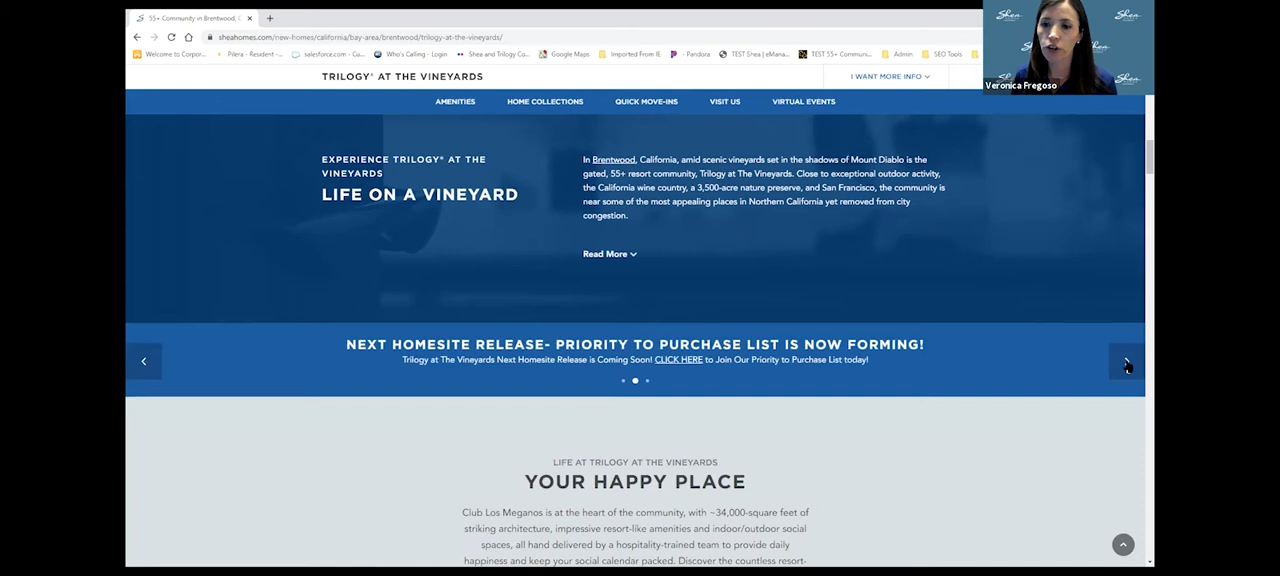 55+ Community in Brentwood, C
sheahomes.com/new-homes/california/bay-area/brentwood/trilogy-at-the-vineyards/
Welcome to Corpor... Pilera - Resident -... salesforce.com - Cu... Who's Calling - Login Shea and Trilogy Co... Google Maps Imported From IE - Pandora TEST Shea | eMana... TEST 55+ Communi... Admin SEO Tools
Shea Shea
Shea
Veronica Fregoso
TRILOGY® AT THE VINEYARDS
I WANT MORE INFO
AMENITIES HOME COLLECTIONS QUICK MOVE-INS VISIT US VIRTUAL EVENTS
EXPERIENCE TRILOGY® AT THE
VINEYARDS
LIFE ON A VINEYARD
In Brentwood, California, amid scenic vineyards set in the shadows of Mount Diablo is the
gated, 55+ resort community, Trilogy at The Vineyards. Close to exceptional outdoor activity,
the California wine country, a 3,500-acre nature preserve, and San Francisco, the community is
near some of the most appealing places in Northern California yet removed from city
congestion.
Read More
NEXT HOMESITE RELEASE- PRIORITY TO PURCHASE LIST IS NOW FORMING!
Trilogy at The Vineyards Next Homesite Release is Coming Soon! CLICK HERE to Join Our Priority to Purchase List today!
LIFE AT TRILOGY AT THE VINEYARDS
YOUR HAPPY PLACE
Club Los Meganos is at the heart of the community, with ~34,000-square feet of
striking architecture, impressive resort-like amenities and indoor/outdoor social
spaces, all hand delivered by a hospitality-trained team to provide daily
happiness and keep your social calendar packed. Discover the countless resort-